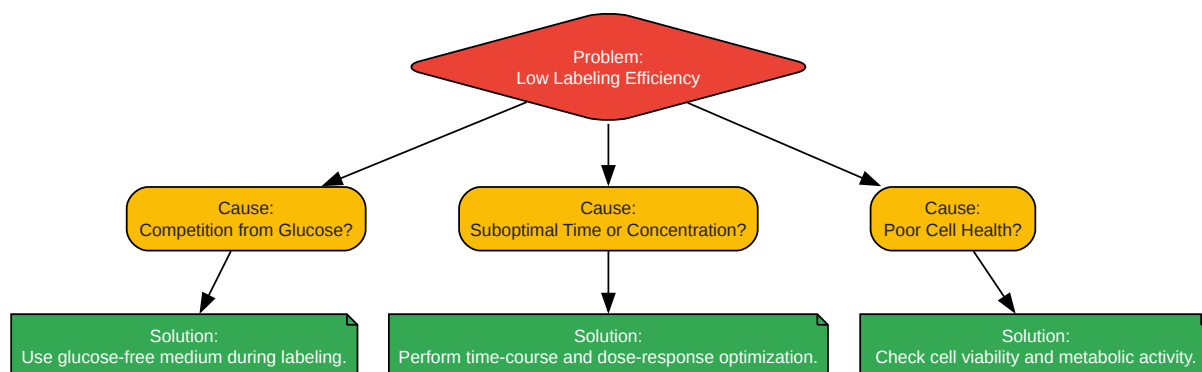 Problem:
Low Labeling Efficiency
Cause:
Competition from Glucose?
Cause:
Suboptimal Time or Concentration?
Cause:
Poor Cell Health?
Solution:
Use glucose-free medium during labeling.
Solution:
Perform time-course and dose-response optimization.
Solution:
Check cell viability and metabolic activity.